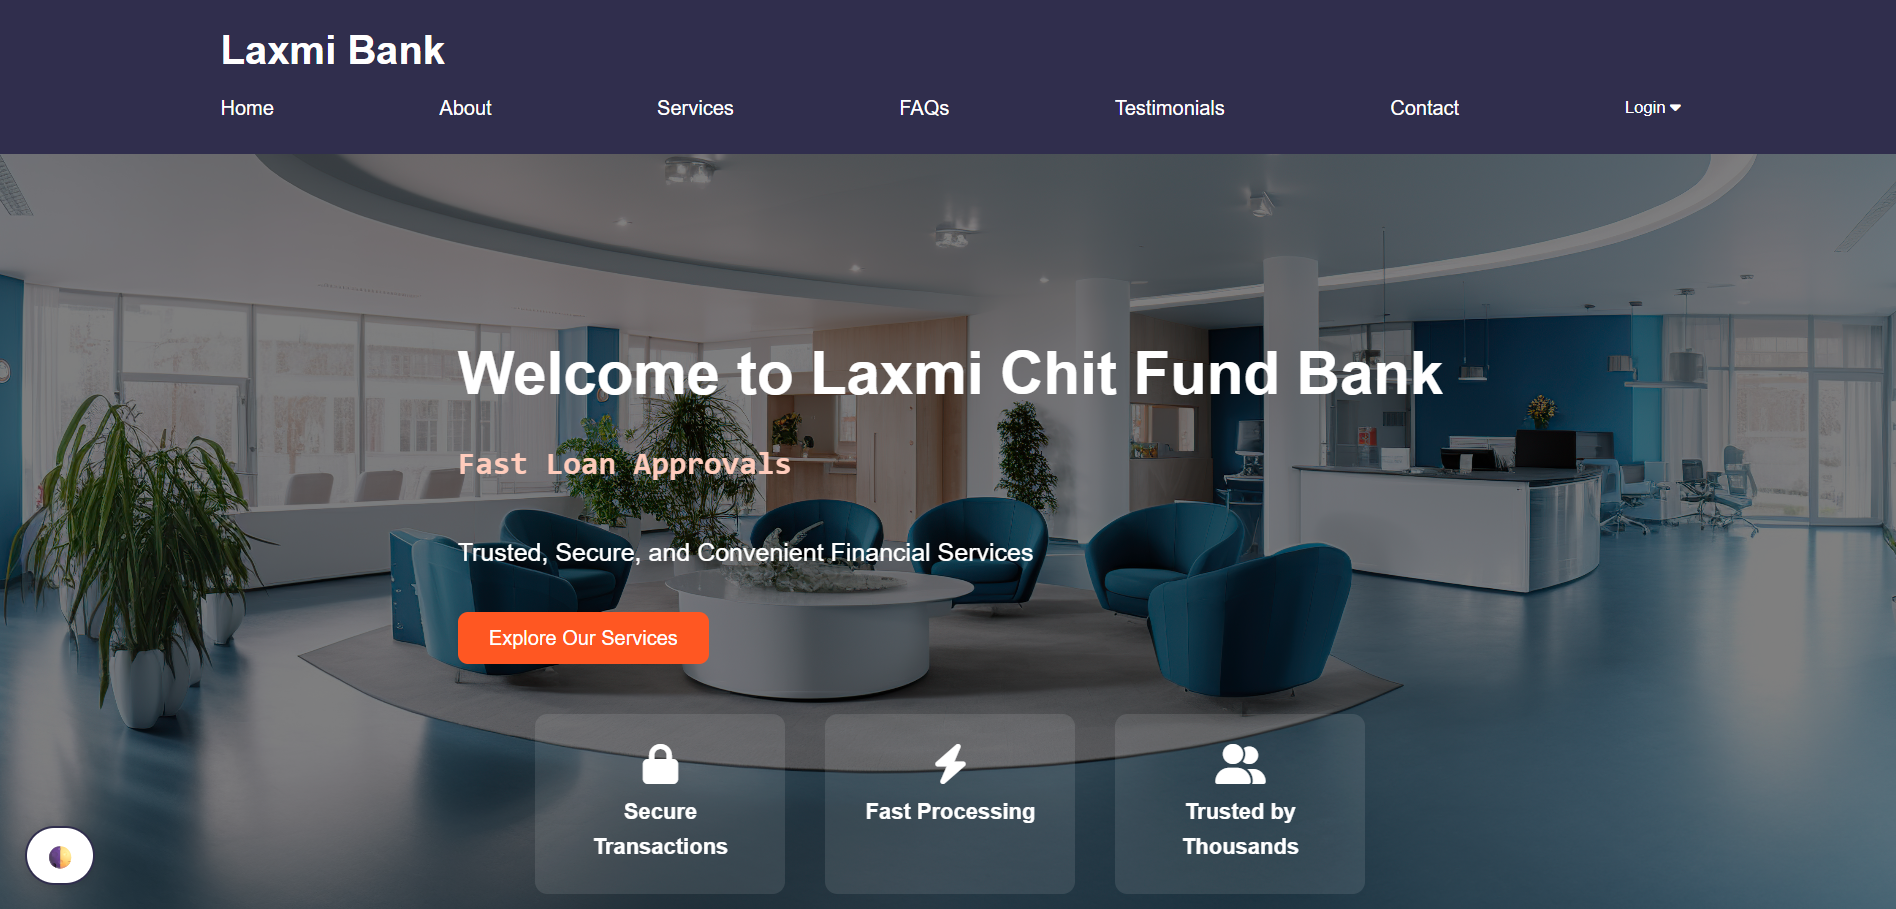 Laxmi Bank
Home About Services FAQs Testimonials Contact Login
Welcome to Laxmi Chit Fund Bank
Fast Loan Approvals
Trusted, Secure, and Convenient Financial Services
Explore Our Services
Secure
Transactions
Fast Processing
Trusted by
Thousands